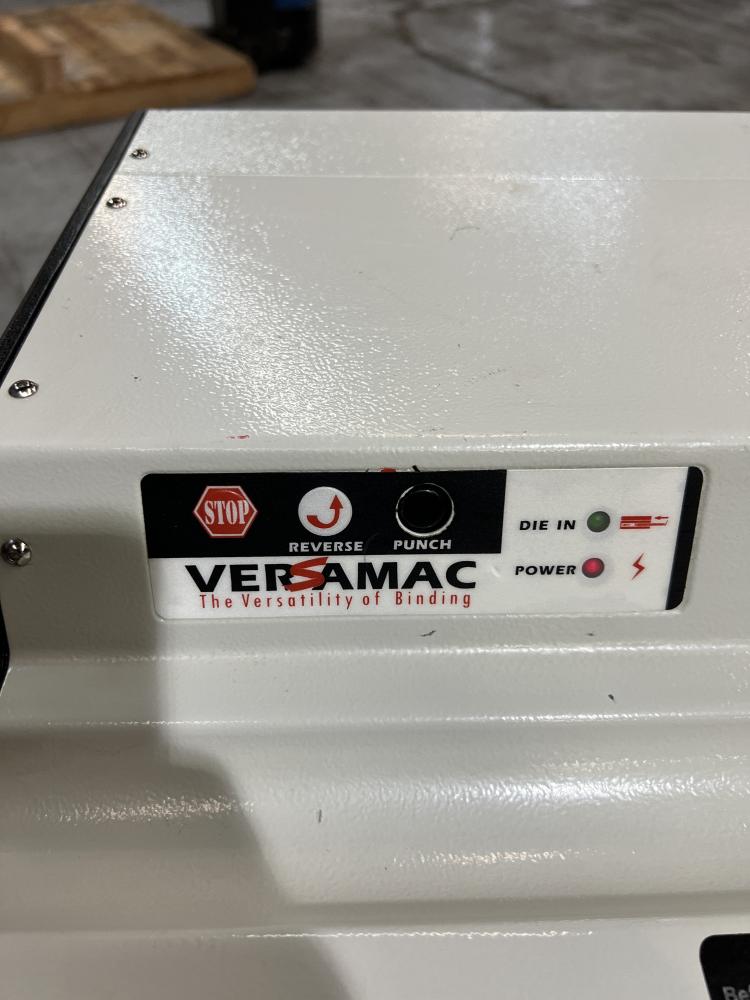 STOP
REVERSE PUNCH
VERSAMAC
The Versatility of Binding
DIE IN
POWER